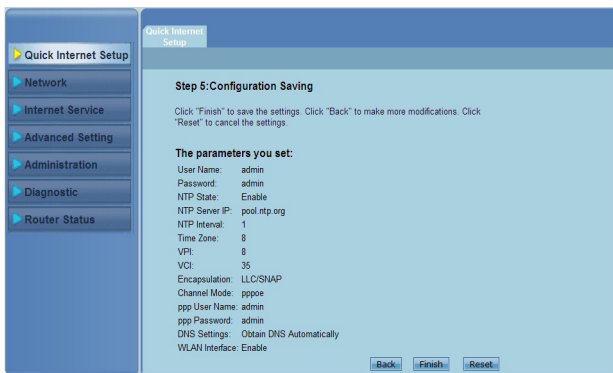 Quick Internet
Setup
Quick Internet Setup
Network
Internet Service
Advanced Setting
Administration
Diagnostic
Router Status
Step 5:Configuration Saving
Click "Finish" to save the settings. Click "Back" to make more modifications. Click
"Reset" to cancel the settings.
The parameters you set:
User Name: admin
Password: admin
NTP State: Enable
NTP Server IP: pool.ntp.org
NTP Interval: 1
Time Zone: 8
VPI: 8
VCI: 35
Encapsulation: LLC/SNAP
Channel Mode: pppoe
ppp User Name: admin
ppp Password: admin
DNS Settings: Obtain DNS Automatically
WLAN Interface: Enable
Back Finish Reset